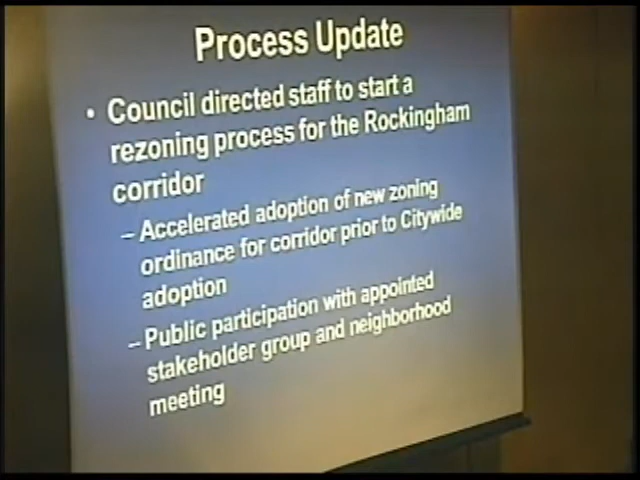 Process Update
• Council directed staff to start a
rezoning process for the Rockingham
corridor
– Accelerated adoption of new zoning
ordinance for corridor prior to Citywide
adoption
– Public participation with appointed
stakeholder group and neighborhood
meeting